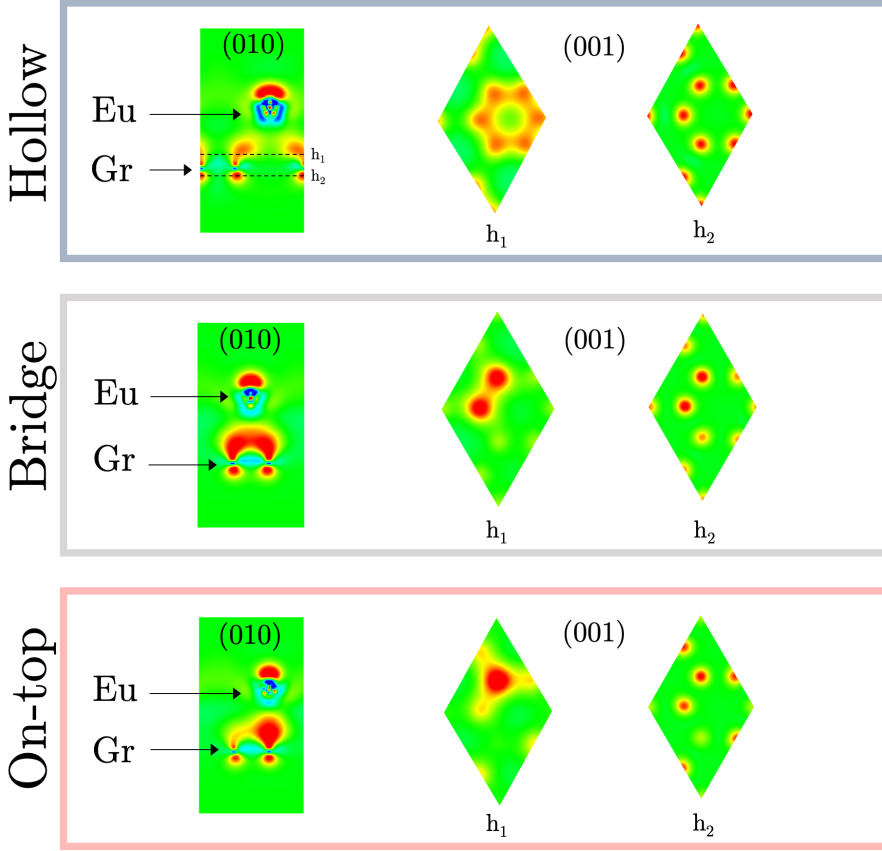 Hollow
(010)
(001)
Eu
Gr
h₁
h₂
h₁
h₂
Bridge
(010)
(001)
Eu
Gr
h₁
h₂
On-top
(010)
(001)
Eu
Gr
h₁
h₂